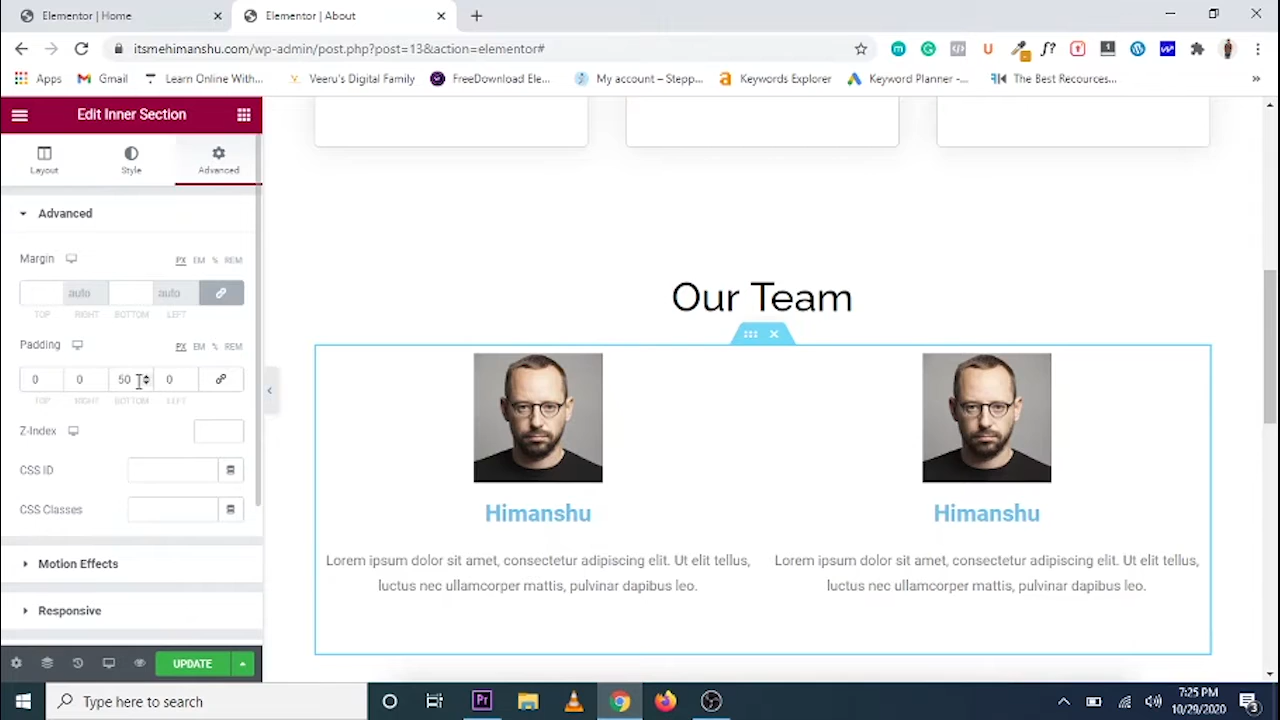 Elementor | Home
Elementor | About
itsmehimanshu.com/wp-admin/post.php?post=13&action=elementor#
Apps
Gmail
Learn Online With...
Veeru's Digital Family
FreeDownload Ele...
My account – Stepp...
Keywords Explorer
Keyword Planner -...
The Best Recources...
Edit Inner Section
Layout
Style
Advanced
Advanced
Margin
PX EM % REM
auto
auto
TOP RIGHT BOTTOM LEFT
Padding
PX EM % REM
0 0 50 0
TOP RIGHT BOTTOM LEFT
Z-Index
CSS ID
CSS Classes
Motion Effects
Responsive
UPDATE
Our Team
Himanshu
Lorem ipsum dolor sit amet, consectetur adipiscing elit. Ut elit tellus,
luctus nec ullamcorper mattis, pulvinar dapibus leo.
Himanshu
Lorem ipsum dolor sit amet, consectetur adipiscing elit. Ut elit tellus,
luctus nec ullamcorper mattis, pulvinar dapibus leo.
Type here to search
7:25 PM
10/29/2020
3